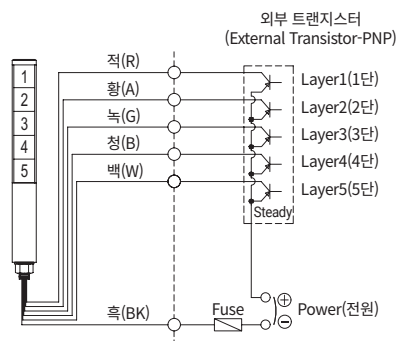 외부 트랜지스터
(External Transistor-PNP)
적(R)
황(A)
녹(G)
청(B)
백(W)
1
2
3
4
5
Layer1(1단)
Layer2(2단)
Layer3(3단)
Layer4(4단)
Layer5(5단)
Steady
흑(BK)
Fuse
⊕
⊖
Power(전원)